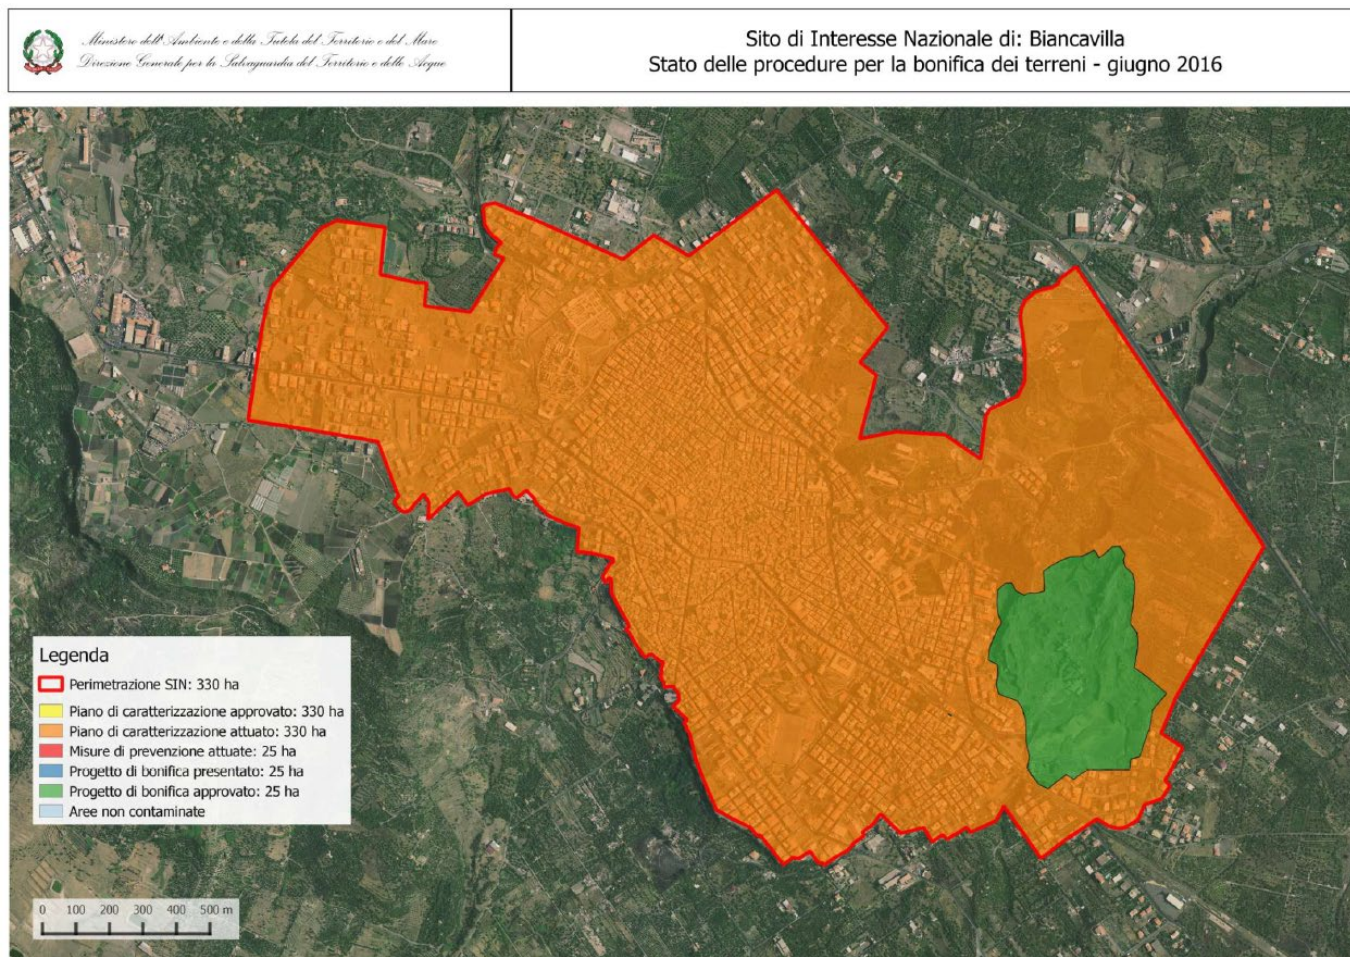 Ministero dell'Ambiente e della Tutela del Territorio e del Mare
Direzione Generale per la Salvaguardia del Territorio e delle Acque
Sito di Interesse Nazionale di: Biancavilla
Stato delle procedure per la bonifica dei terreni - giugno 2016
Legenda
Perimetrazione SIN: 330 ha
Piano di caratterizzazione approvato: 330 ha
Piano di caratterizzazione attuato: 330 ha
Misure di prevenzione attuate: 25 ha
Progetto di bonifica presentato: 25 ha
Progetto di bonifica approvato: 25 ha
Aree non contaminate
0 100 200 300 400 500 m